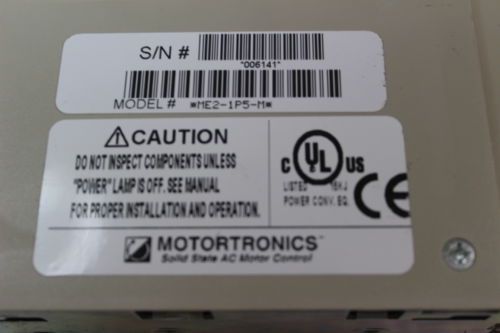 S/N #
*006141*
MODEL # *ME2-1P5-M*
CAUTION
DO NOT INSPECT COMPONENTS UNLESS
"POWER" LAMP IS OFF. SEE MANUAL
FOR PROPER INSTALLATION AND OPERATION.
C UL US
LISTED
POWER CONV. EQ.
CE
MOTORTRONICS™
Solid State AC Motor Control